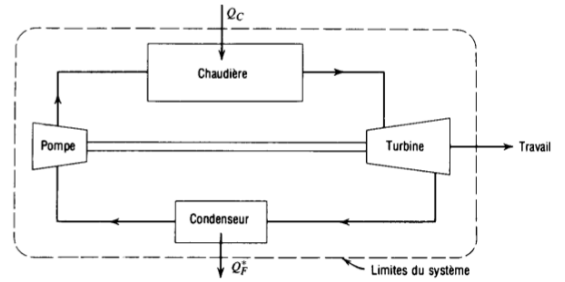 Q_C
Chaudière
Pompe
Turbine
Travail
Condenseur
Q_F^*
Limites du système